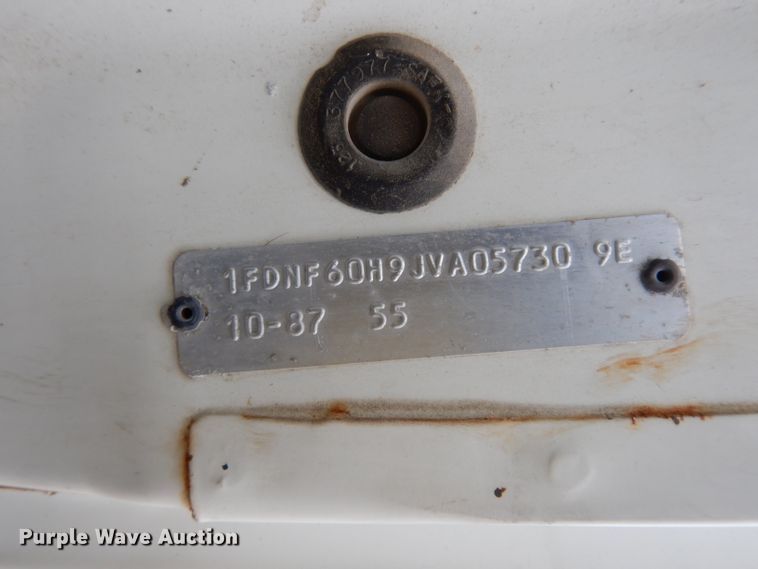 1FDNF60H9JVA05730 9E
10-87 55
Purple Wave Auction